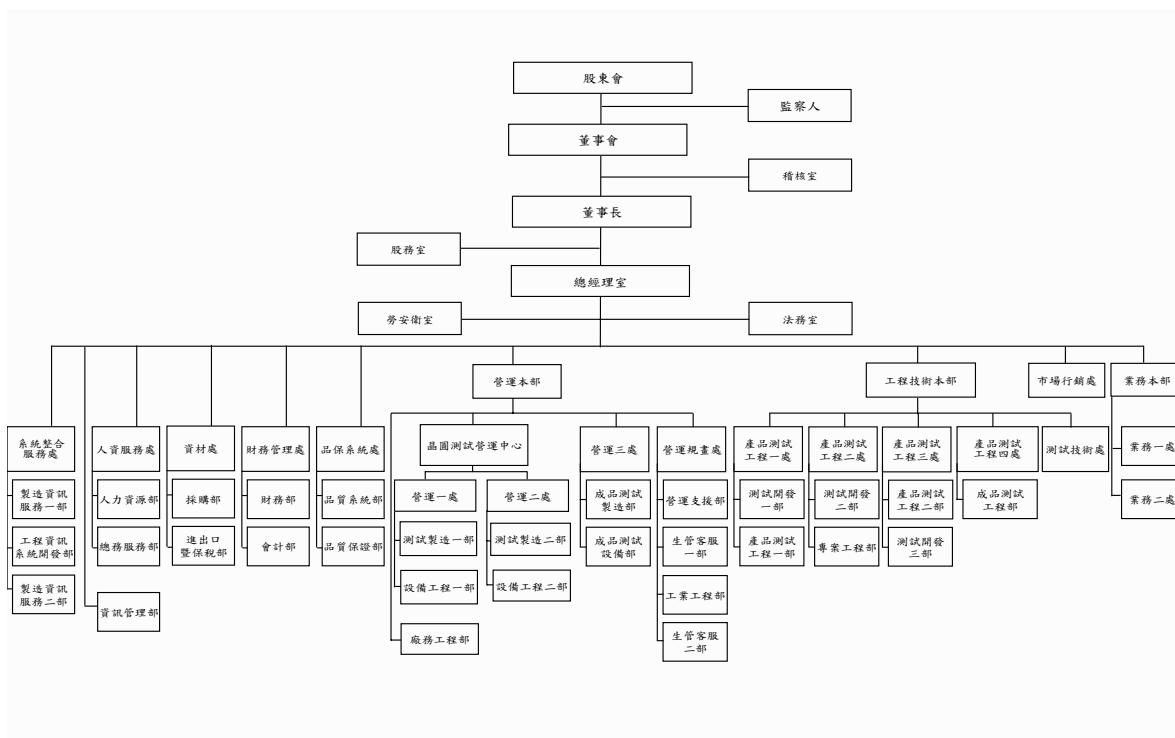 股東會
監察人
董事會
稽核室
董事長
股務室
總經理室
勞安衛室
法務室
營運本部
工程技術本部
市場行銷處
業務本部
系統整合
服務處
人資服務處
資材處
財務管理處
品保系統處
晶圓測試營運中心
營運三處
營運規畫處
產品測試
工程一處
產品測試
工程二處
產品測試
工程三處
產品測試
工程四處
測試技術處
業務一處
製造資訊
服務一部
人力資源部
採購部
財務部
品質系統部
營運一處
營運二處
成品測試
製造部
營運支援部
測試開發
一部
測試開發
二部
產品測試
工程二部
成品測試
工程部
業務二處
工程資訊
系統開發部
總務服務部
進出口
暨保稅部
會計部
品質保證部
測試製造一部
測試製造二部
成品測試
設備部
生管客服
一部
產品測試
工程一部
專案工程部
測試開發
三部
製造資訊
服務二部
資訊管理部
設備工程一部
設備工程二部
工業工程部
廠務工程部
生管客服
二部